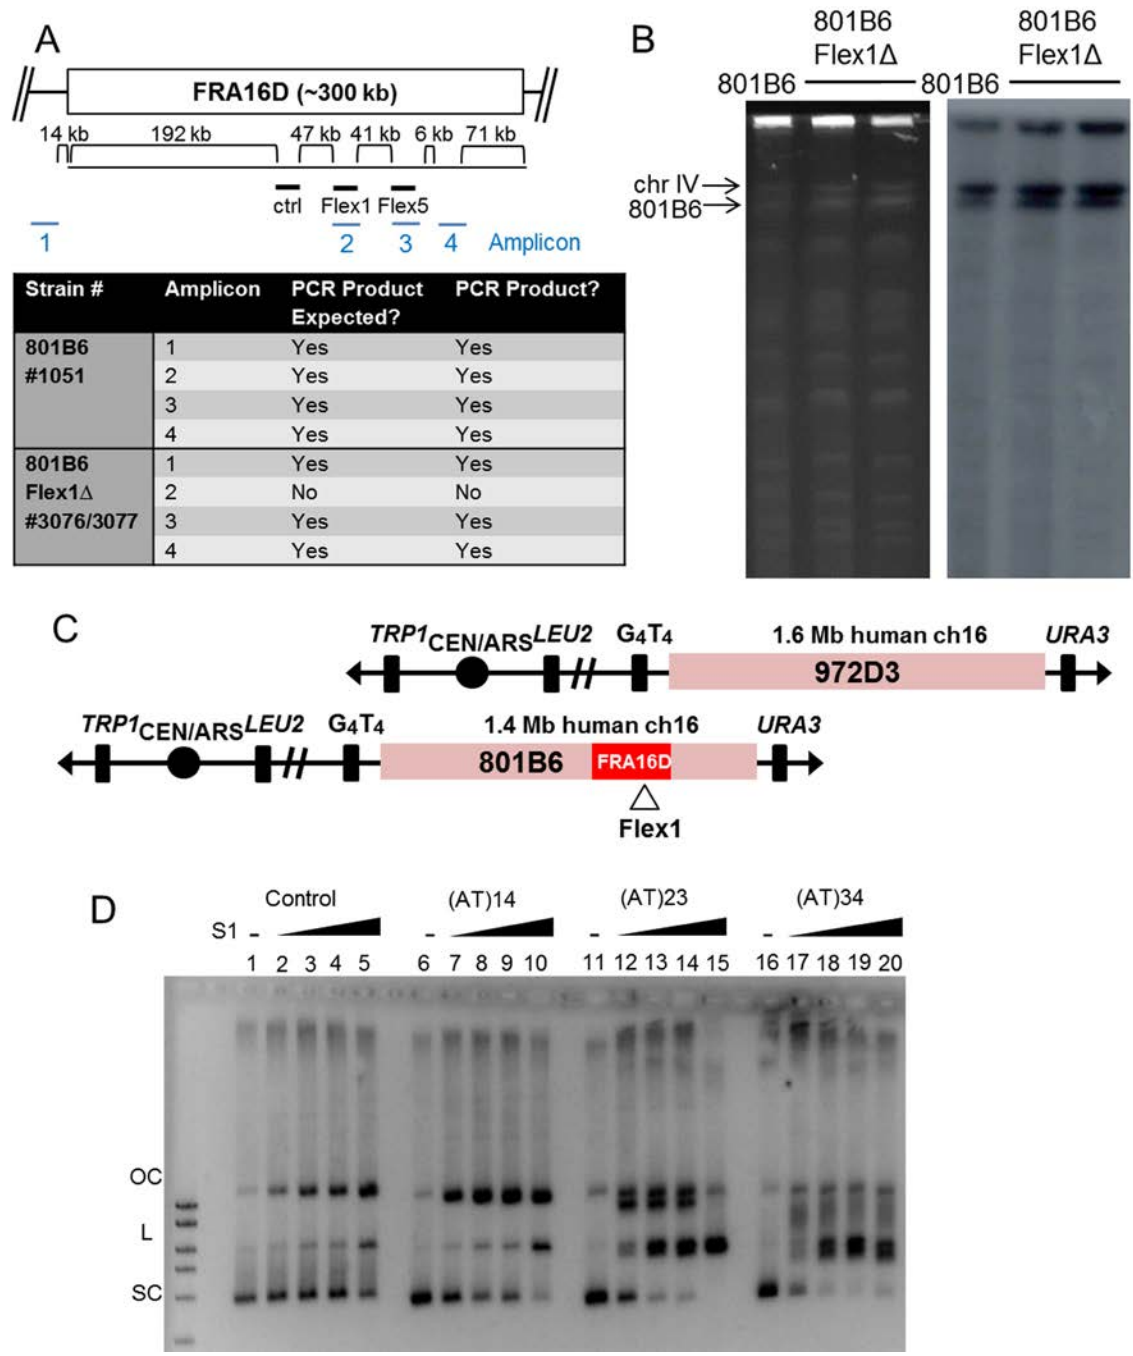 A
FRA16D (~300 kb)
14 kb 192 kb 47 kb 41 kb 6 kb 71 kb
ctrl Flex1 Flex5
1 2 3 4 Amplicon
Strain # Amplicon PCR Product Expected? PCR Product?
801B6 #1051
1 Yes Yes
2 Yes Yes
3 Yes Yes
4 Yes Yes
801B6 Flex1Δ #3076/3077
1 Yes Yes
2 No No
3 Yes Yes
4 Yes Yes
B
801B6 Flex1Δ
801B6
801B6 Flex1Δ
801B6
chr IV
801B6
C
TRP1 CEN/ARS LEU2 G4T4 1.6 Mb human ch16 URA3
972D3
TRP1 CEN/ARS LEU2 G4T4 1.4 Mb human ch16 URA3
801B6 FRA16D
Flex1
D
Control (AT)14 (AT)23 (AT)34
S1 - - - -
1 2 3 4 5 6 7 8 9 10 11 12 13 14 15 16 17 18 19 20
OC
L
SC